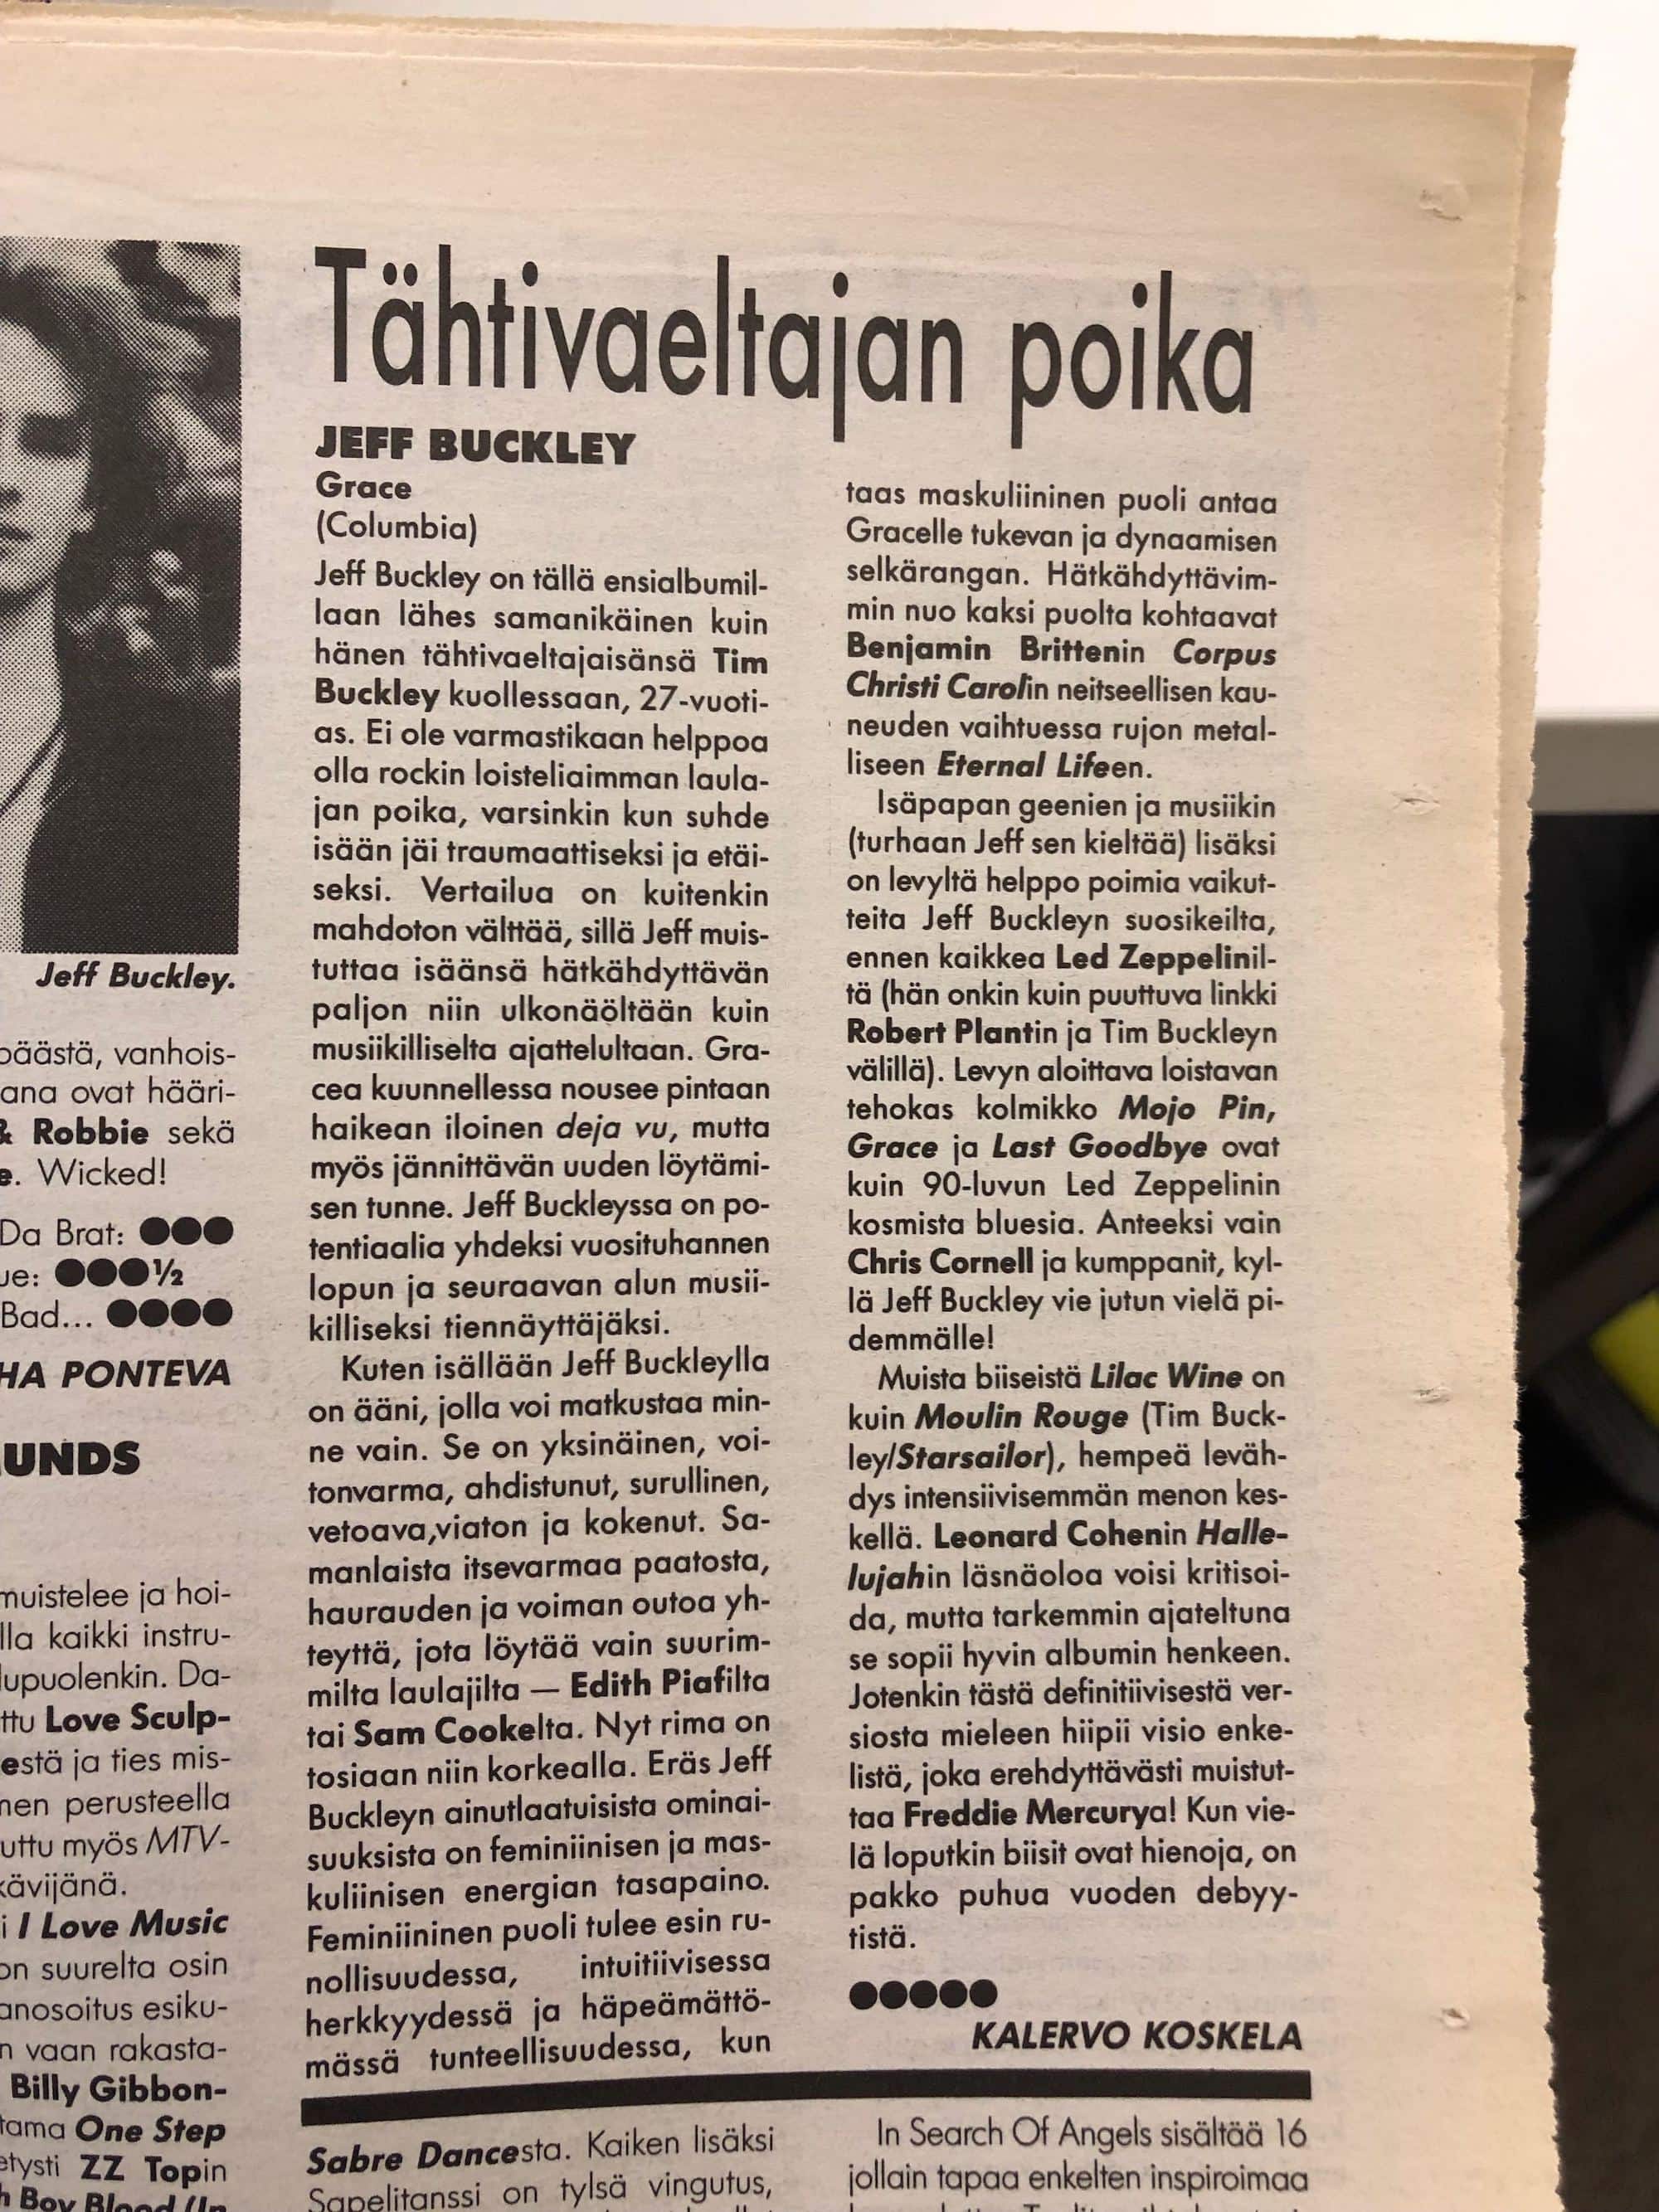 Jeff Buckley.
vanhois-
ana ovat hääri-
& Robbie sekä
Wicked!
Da Brat: ●●●
●●●½
Bad... ●●●●
PONTEVA
muistelee ja hoi-
kaikki instru-
Da-
Love Sculp-
ja ties mis-
perusteella
myös MTV-
I Love Music
suurelta osin
esiku-
vaan rakasta-
Billy Gibbon-
One Step
ZZ Topin
Boy Blood (In
Tähtivaeltajan poika
JEFF BUCKLEY
Grace
(Columbia)
Jeff Buckley on tällä ensialbumil-
laan lähes samanikäinen kuin
hänen tähtivaeltajaisänsä Tim
Buckley kuollessaan, 27-vuoti-
as. Ei ole varmastikaan helppoa
olla rockin loisteliaimman laula-
jan poika, varsinkin kun suhde
isään jäi traumaattiseksi ja etäi-
seksi. Vertailua on kuitenkin
mahdoton välttää, sillä Jeff muis-
tuttaa isäänsä hätkähdyttävän
paljon niin ulkonäöltään kuin
musiikilliselta ajattelultaan. Gra-
cea kuunnellessa nousee pintaan
haikean iloinen deja vu, mutta
myös jännittävän uuden löytämi-
sen tunne. Jeff Buckleyssa on po-
tentiaalia yhdeksi vuosituhannen
lopun ja seuraavan alun musii-
killiseksi tiennäyttäjäksi.
Kuten isällään Jeff Buckleylla
on ääni, jolla voi matkustaa min-
ne vain. Se on yksinäinen, voi-
tonvarma, ahdistunut, surullinen,
vetoava,viaton ja kokenut. Sa-
manlaista itsevarmaa paatosta,
haurauden ja voiman outoa yh-
teyttä, jota löytää vain suurim-
milta laulajilta — Edith Piafilta
tai Sam Cookelta. Nyt rima on
tosiaan niin korkealla. Eräs Jeff
Buckleyn ainutlaatuisista ominai-
suuksista on feminiinisen ja mas-
kuliinisen energian tasapaino.
Feminiininen puoli tulee esin ru-
nollisuudessa, intuitiivisessa
herkkyydessä ja häpeämättö-
mässä tunteellisuudessa, kun
taas maskuliininen puoli antaa
Gracelle tukevan ja dynaamisen
selkärangan. Hätkähdyttävim-
min nuo kaksi puolta kohtaavat
Benjamin Brittenin Corpus
Christi Carolin neitseellisen kau-
neuden vaihtuessa rujon metal-
liseen Eternal Lifeen.
Isäpapan geenien ja musiikin
(turhaan Jeff sen kieltää) lisäksi
on levyltä helppo poimia vaikut-
teita Jeff Buckleyn suosikeilta,
ennen kaikkea Led Zeppelinil-
tä (hän onkin kuin puuttuva linkki
Robert Plantin ja Tim Buckleyn
välillä). Levyn aloittava loistavan
tehokas kolmikko Mojo Pin,
Grace ja Last Goodbye ovat
kuin 90-luvun Led Zeppelinin
kosmista bluesia. Anteeksi vain
Chris Cornell ja kumppanit, kyl-
lä Jeff Buckley vie jutun vielä pi-
demmälle!
Muista biiseistä Lilac Wine on
kuin Moulin Rouge (Tim Buck-
ley/Starsailor), hempeä leväh-
dys intensiivisemmän menon kes-
kellä. Leonard Cohenin Halle-
lujahin läsnäoloa voisi kritisoi-
da, mutta tarkemmin ajateltuna
se sopii hyvin albumin henkeen.
Jotenkin tästä definitiivisestä ver-
siosta mieleen hiipii visio enke-
listä, joka erehdyttävästi muistut-
taa Freddie Mercurya! Kun vie-
lä loputkin biisit ovat hienoja, on
pakko puhua vuoden debyy-
tistä.
●●●●●
KALERVO KOSKELA
Sabre Dancesta. Kaiken lisäksi
Sapelitanssi on tylsä vingutus,
In Search Of Angels sisältää 16
jollain tapaa enkelten inspiroimaa